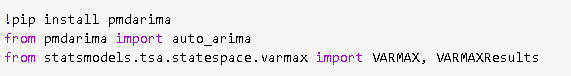 !pip install pmdarima
from pmdarima import auto_arima
from statsmodels.tsa.statespace.varmax import VARMAX, VARMAXResults